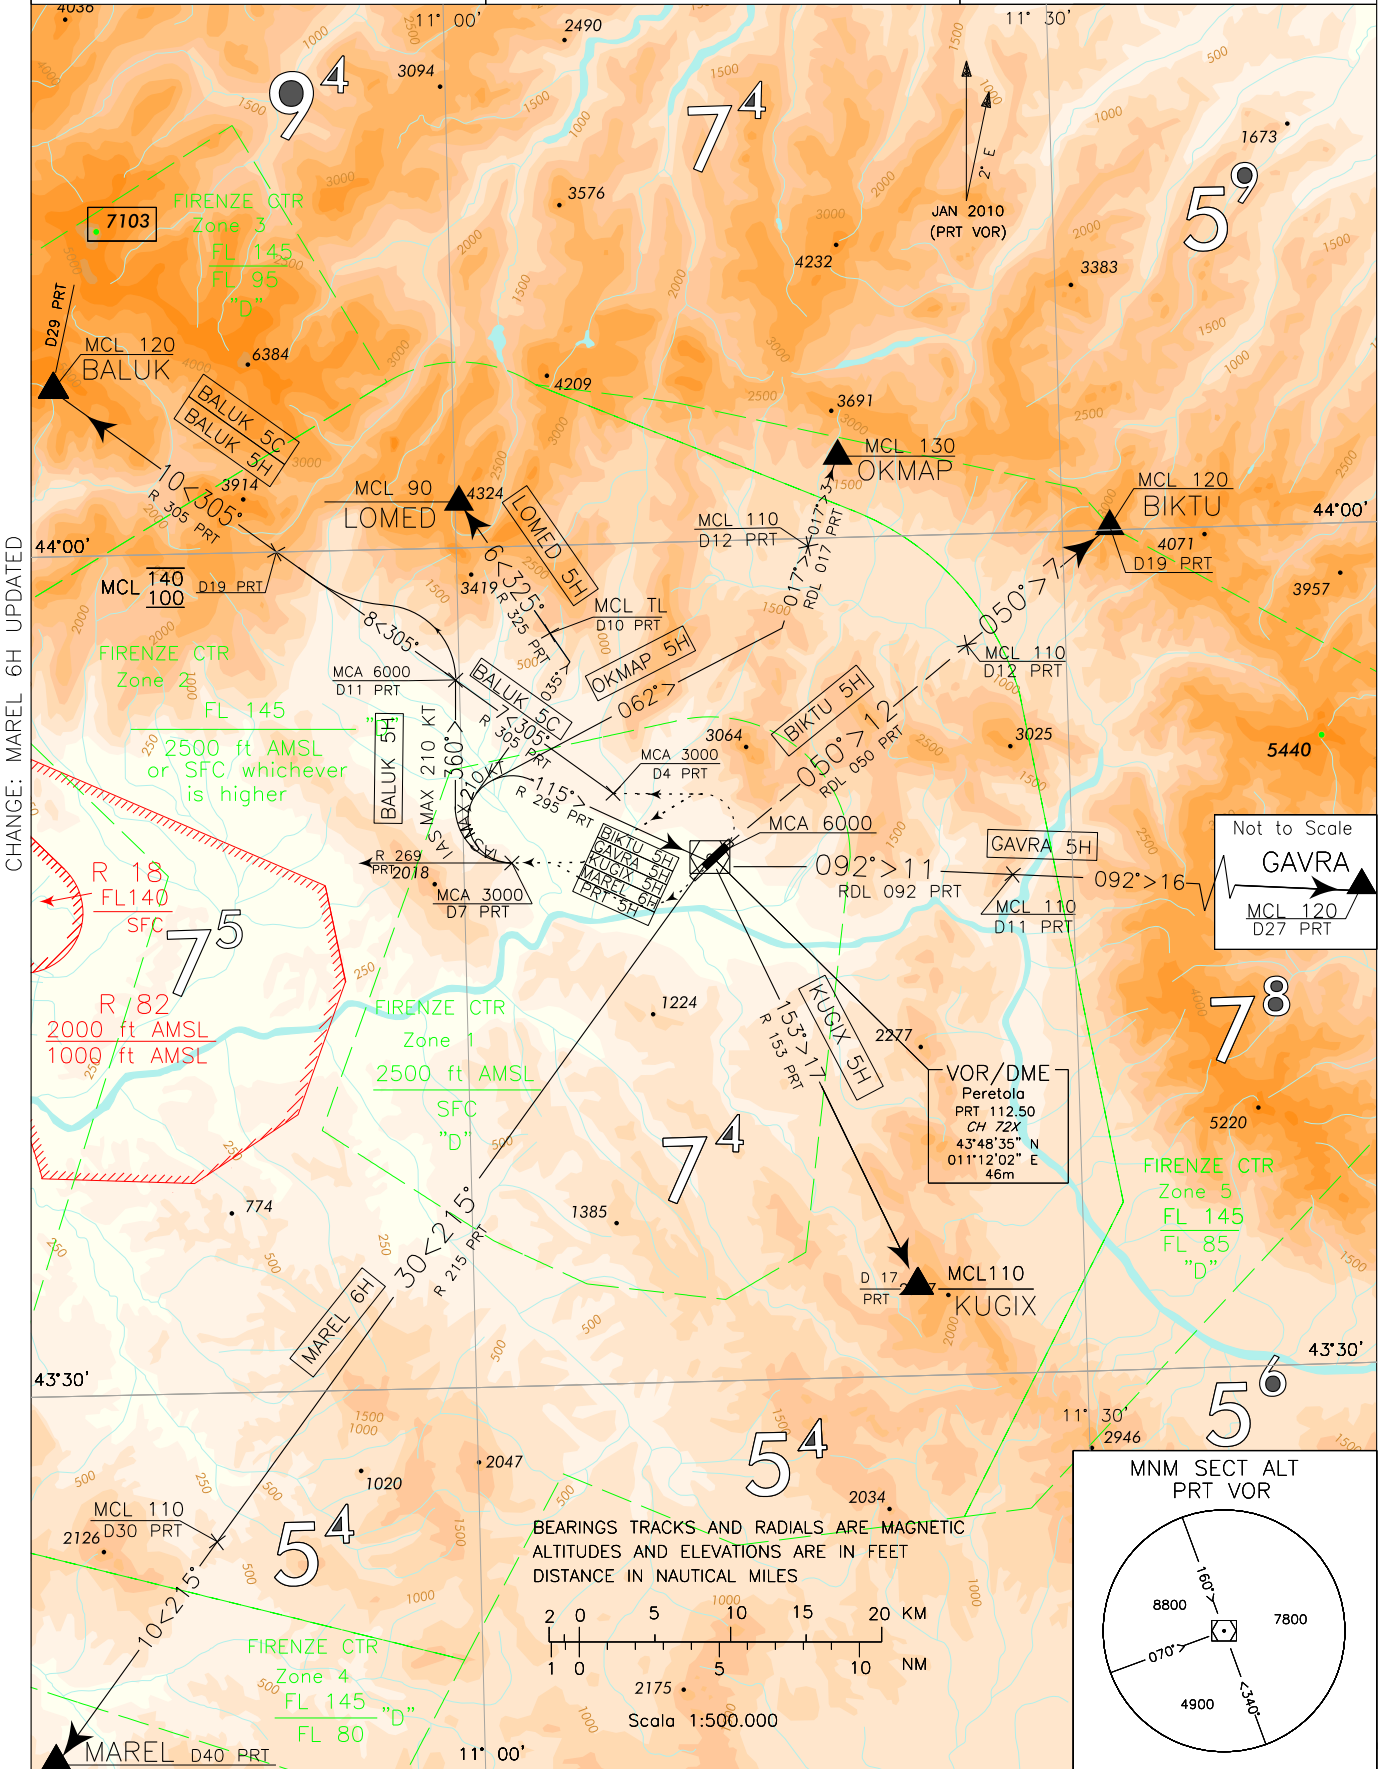 4036
11° 00'
11° 30'
2490
3094
9 4
7 4
5 9
1673
2° E
JAN 2010
(PRT VOR)
FIRENZE CTR
Zone 3
FL 145
FL 95
"D"
7103
3576
4232
3383
D29 PRT
MCL 120
BALUK
6384
4209
3691
BALUK 5C
BALUK 5H
10<305°
R 305 PRT
3914
MCL 90
LOMED
4324
LOMED 5H
MCL 130
OKMAP
MCL 110
D12 PRT
017°>3
017°>
RDL 017 PRT
MCL 120
BIKTU
D19 PRT
4071
3957
44°00'
44°00'
MCL 140
100
D19 PRT
6<325°
R 325 PRT
3419
MCL TL
D10 PRT
035°>
8<305°
OKMAP 5H
062°>
050°>7
MCL 110
D12 PRT
FIRENZE CTR
Zone 2
FL 145
2500 ft AMSL
or SFC whichever
is higher
"D"
MCA 6000
D11 PRT
BALUK 5C
7<305°
R 305 PRT
BALUK 5H
IAS MAX 210 KT
360°>
IAS MAX 210 KT
BIKTU 5H
050°>12
RDL 050 PRT
3064
3025
5440
MCA 3000
D4 PRT
115°>
R 295 PRT
BIKTU 5H
GAVRA 5H
KUGIX 5H
MAREL 6H
PRT 5H
MCA 6000
R 269
PRT
2018
MCA 3000
D7 PRT
092°>11
RDL 092 PRT
GAVRA 5H
MCL 110
D11 PRT
092°>16
Not to Scale
GAVRA
MCL 120
D27 PRT
CHANGE: MAREL 6H UPDATED
R 18
FL140
SFC
7 5
R 82
2000 ft AMSL
1000 ft AMSL
FIRENZE CTR
Zone 1
2500 ft AMSL
SFC
"D"
1224
153°>17
R 153 PRT
KUGIX 5H
2277
7 8
VOR/DME
Peretola
PRT 112.50
CH 72X
43°48'35" N
011°12'02" E
46m
5220
7 4
774
1385
FIRENZE CTR
Zone 5
FL 145
FL 85
"D"
30<215°
R 215 PRT
MAREL 6H
D 17
PRT
MCL110
KUGIX
43°30'
43°30'
5 6
11° 30'
2946
5 4
1020
2047
2034
MCL 110
D30 PRT
2126
5 4
10<215°
BEARINGS TRACKS AND RADIALS ARE MAGNETIC
ALTITUDES AND ELEVATIONS ARE IN FEET
DISTANCE IN NAUTICAL MILES
2 0 5 10 15 20 KM
1 0 5 10 NM
2175
Scala 1:500.000
FIRENZE CTR
Zone 4
FL 145
FL 80
"D"
MAREL D40 PRT
11° 00'
MNM SECT ALT
PRT VOR
160°>
8800
7800
070°>
4900
<340°